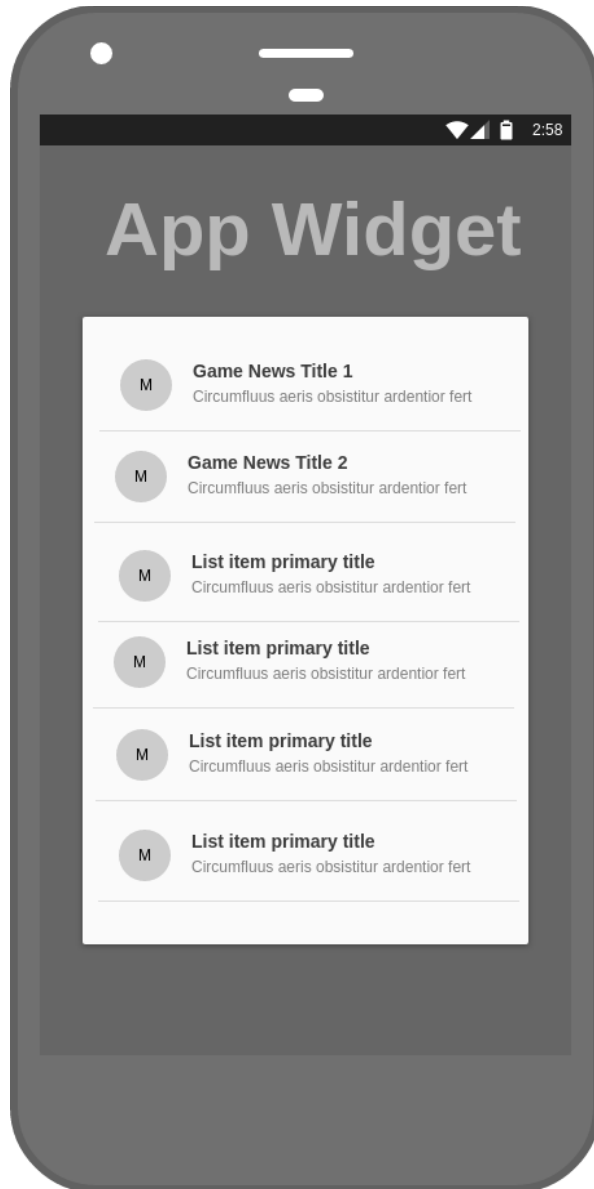 2:58
App Widget
M
Game News Title 1
Circumfluus aeris obsistitur ardentior fert
M
Game News Title 2
Circumfluus aeris obsistitur ardentior fert
M
List item primary title
Circumfluus aeris obsistitur ardentior fert
M
List item primary title
Circumfluus aeris obsistitur ardentior fert
M
List item primary title
Circumfluus aeris obsistitur ardentior fert
M
List item primary title
Circumfluus aeris obsistitur ardentior fert